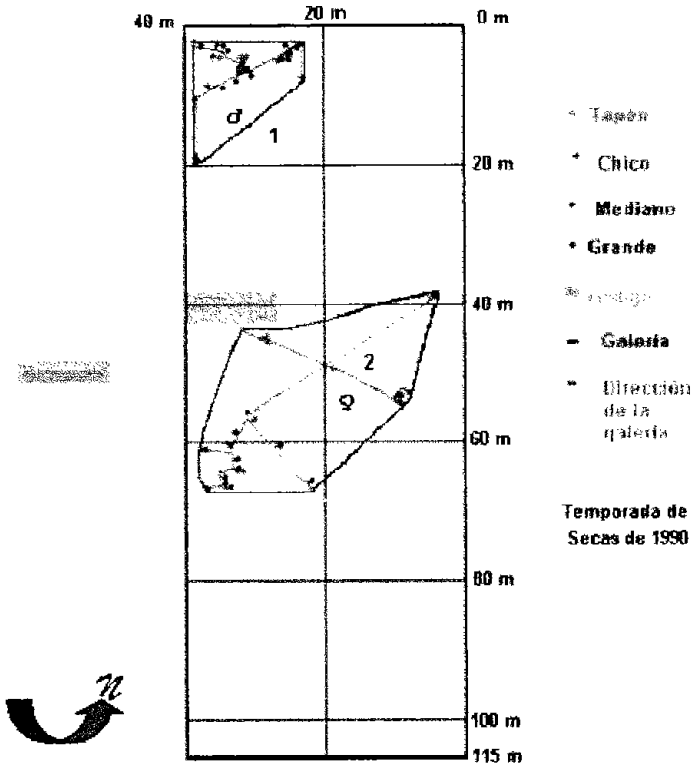 40 m
20 m
0 m
♂
1
20 m
Tapón
Chico
Mediano
Grande
40 m
Galería
2
♀
Dirección
de la
galería
60 m
Temporada de
Secas de 1990
80 m
n
100 m
115 m